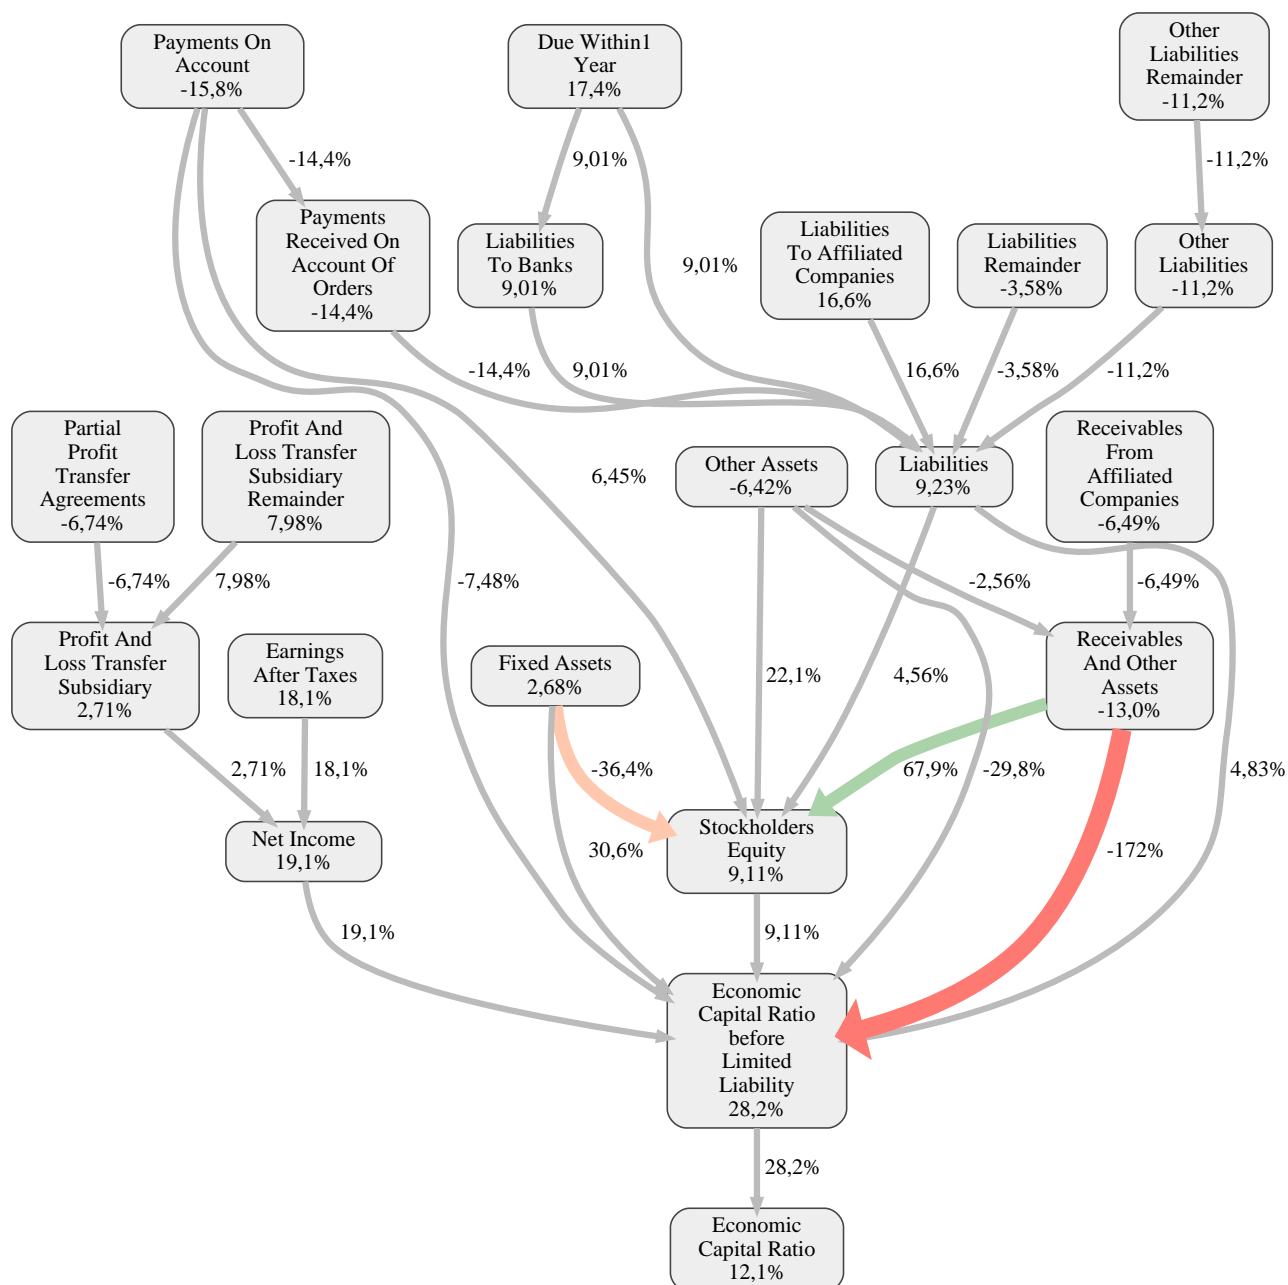 Payments On
Account
-15,8%
Due Within1
Year
17,4%
Other
Liabilities
Remainder
-11,2%
-14,4%
9,01%
-11,2%
Payments
Received On
Account Of
Orders
-14,4%
Liabilities
To Banks
9,01%
9,01%
Liabilities
To Affiliated
Companies
16,6%
Liabilities
Remainder
-3,58%
Other
Liabilities
-11,2%
-14,4%
9,01%
16,6%
-3,58%
-11,2%
Partial
Profit
Transfer
Agreements
-6,74%
Profit And
Loss Transfer
Subsidiary
Remainder
7,98%
6,45%
Other Assets
-6,42%
Liabilities
9,23%
Receivables
From
Affiliated
Companies
-6,49%
-6,74%
7,98%
-7,48%
-2,56%
-6,49%
Profit And
Loss Transfer
Subsidiary
2,71%
Earnings
After Taxes
18,1%
Fixed Assets
2,68%
22,1%
4,56%
Receivables
And Other
Assets
-13,0%
2,71%
18,1%
-36,4%
67,9%
-29,8%
4,83%
Net Income
19,1%
30,6%
Stockholders
Equity
9,11%
-172%
19,1%
9,11%
Economic
Capital Ratio
before
Limited
Liability
28,2%
28,2%
Economic
Capital Ratio
12,1%